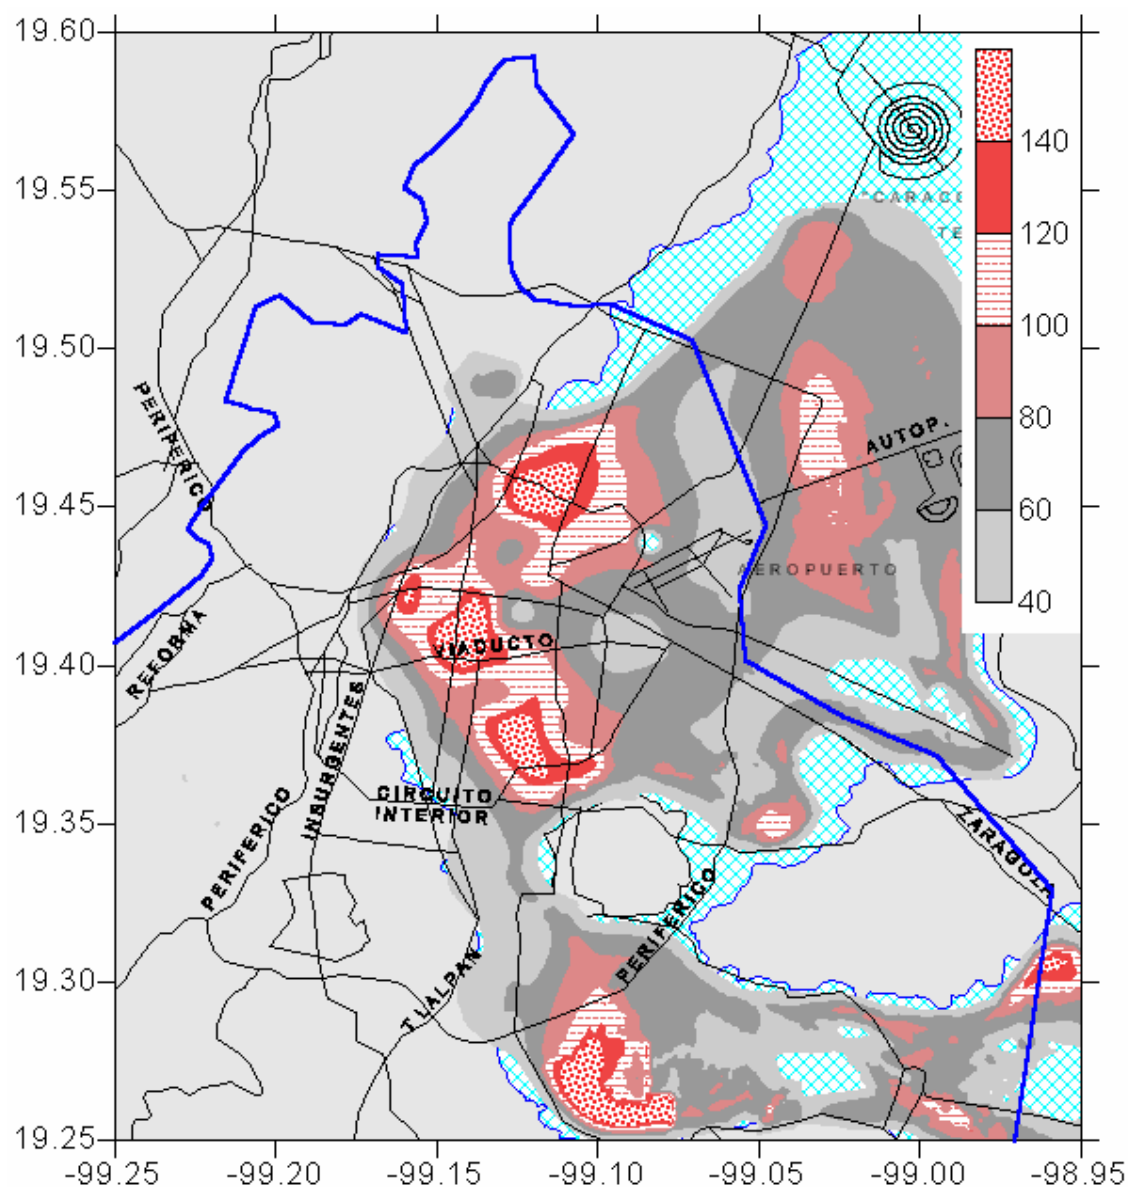 19.60
19.55
19.50
19.45
19.40
19.35
19.30
19.25
-99.25
-99.20
-99.15
-99.10
-99.05
-99.00
-98.95
140
120
100
80
60
40
PERIFERICO
AUTOP.
AEROPUERTO
REFORMA
VIADUCTO
INSURGENTES
CIRCUITO
INTERIOR
PERIFERICO
ZARAGOZA
PERIFERICO
TLALPAN